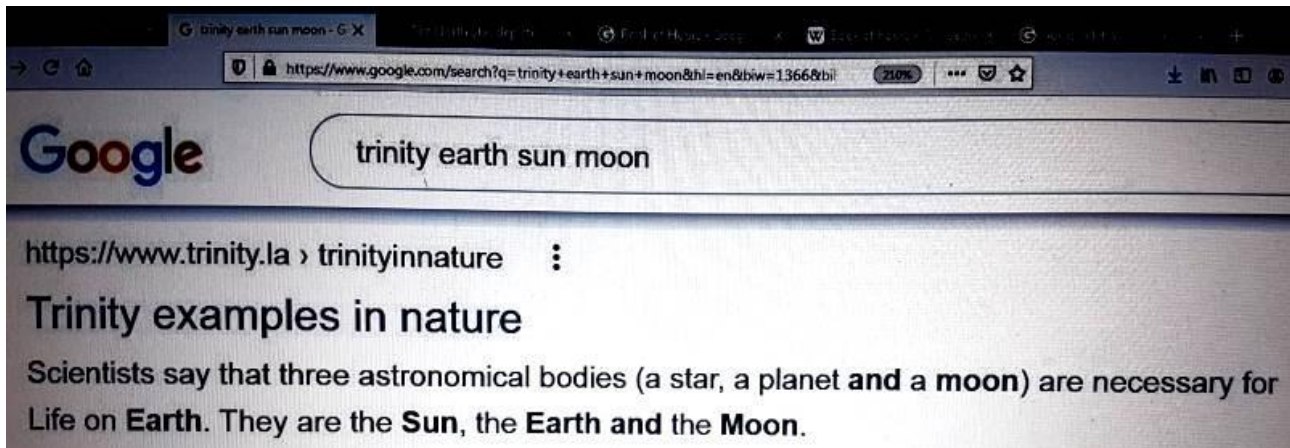 G trinity earth sun moon - G X
https://www.google.com/search?q=trinity+earth+sun+moon&hl=en&biw=1366&bil 210%
Google trinity earth sun moon
https://www.trinity.la › trinityinnature
Trinity examples in nature
Scientists say that three astronomical bodies (a star, a planet and a moon) are necessary for
Life on Earth. They are the Sun, the Earth and the Moon.